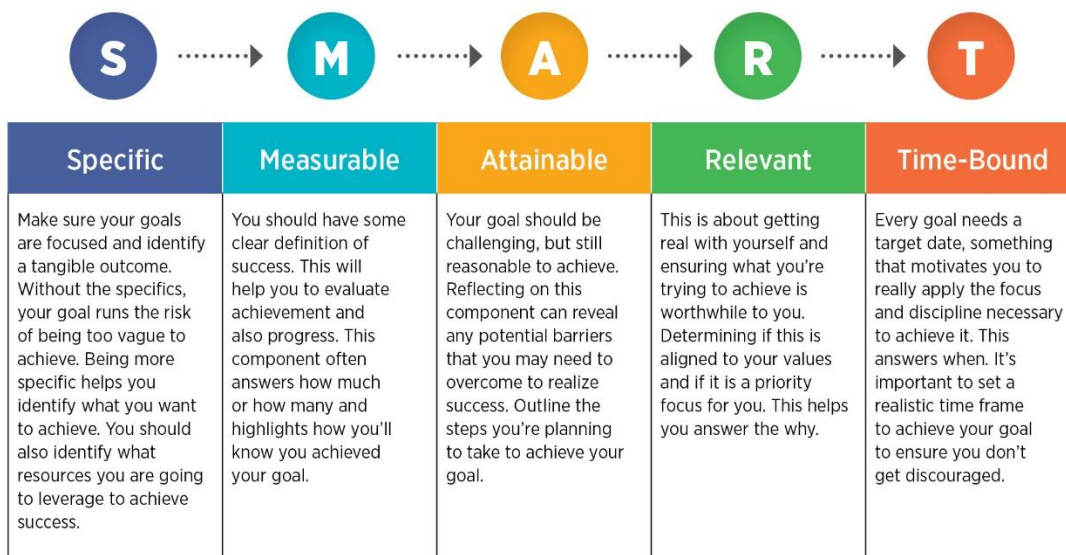 S
M
A
R
T
Specific
Measurable
Attainable
Relevant
Time-Bound
Make sure your goals
are focused and identify
a tangible outcome.
Without the specifics,
your goal runs the risk
of being too vague to
achieve. Being more
specific helps you
identify what you want
to achieve. You should
also identify what
resources you are going
to leverage to achieve
success.
You should have some
clear definition of
success. This will
help you to evaluate
achievement and
also progress. This
component often
answers how much
or how many and
highlights how you’ll
know you achieved
your goal.
Your goal should be
challenging, but still
reasonable to achieve.
Reflecting on this
component can reveal
any potential barriers
that you may need to
overcome to realize
success. Outline the
steps you’re planning
to take to achieve your
goal.
This is about getting
real with yourself and
ensuring what you’re
trying to achieve is
worthwhile to you.
Determining if this is
aligned to your values
and if it is a priority
focus for you. This helps
you answer the why.
Every goal needs a
target date, something
that motivates you to
really apply the focus
and discipline necessary
to achieve it. This
answers when. It’s
important to set a
realistic time frame
to achieve your goal
to ensure you don’t
get discouraged.